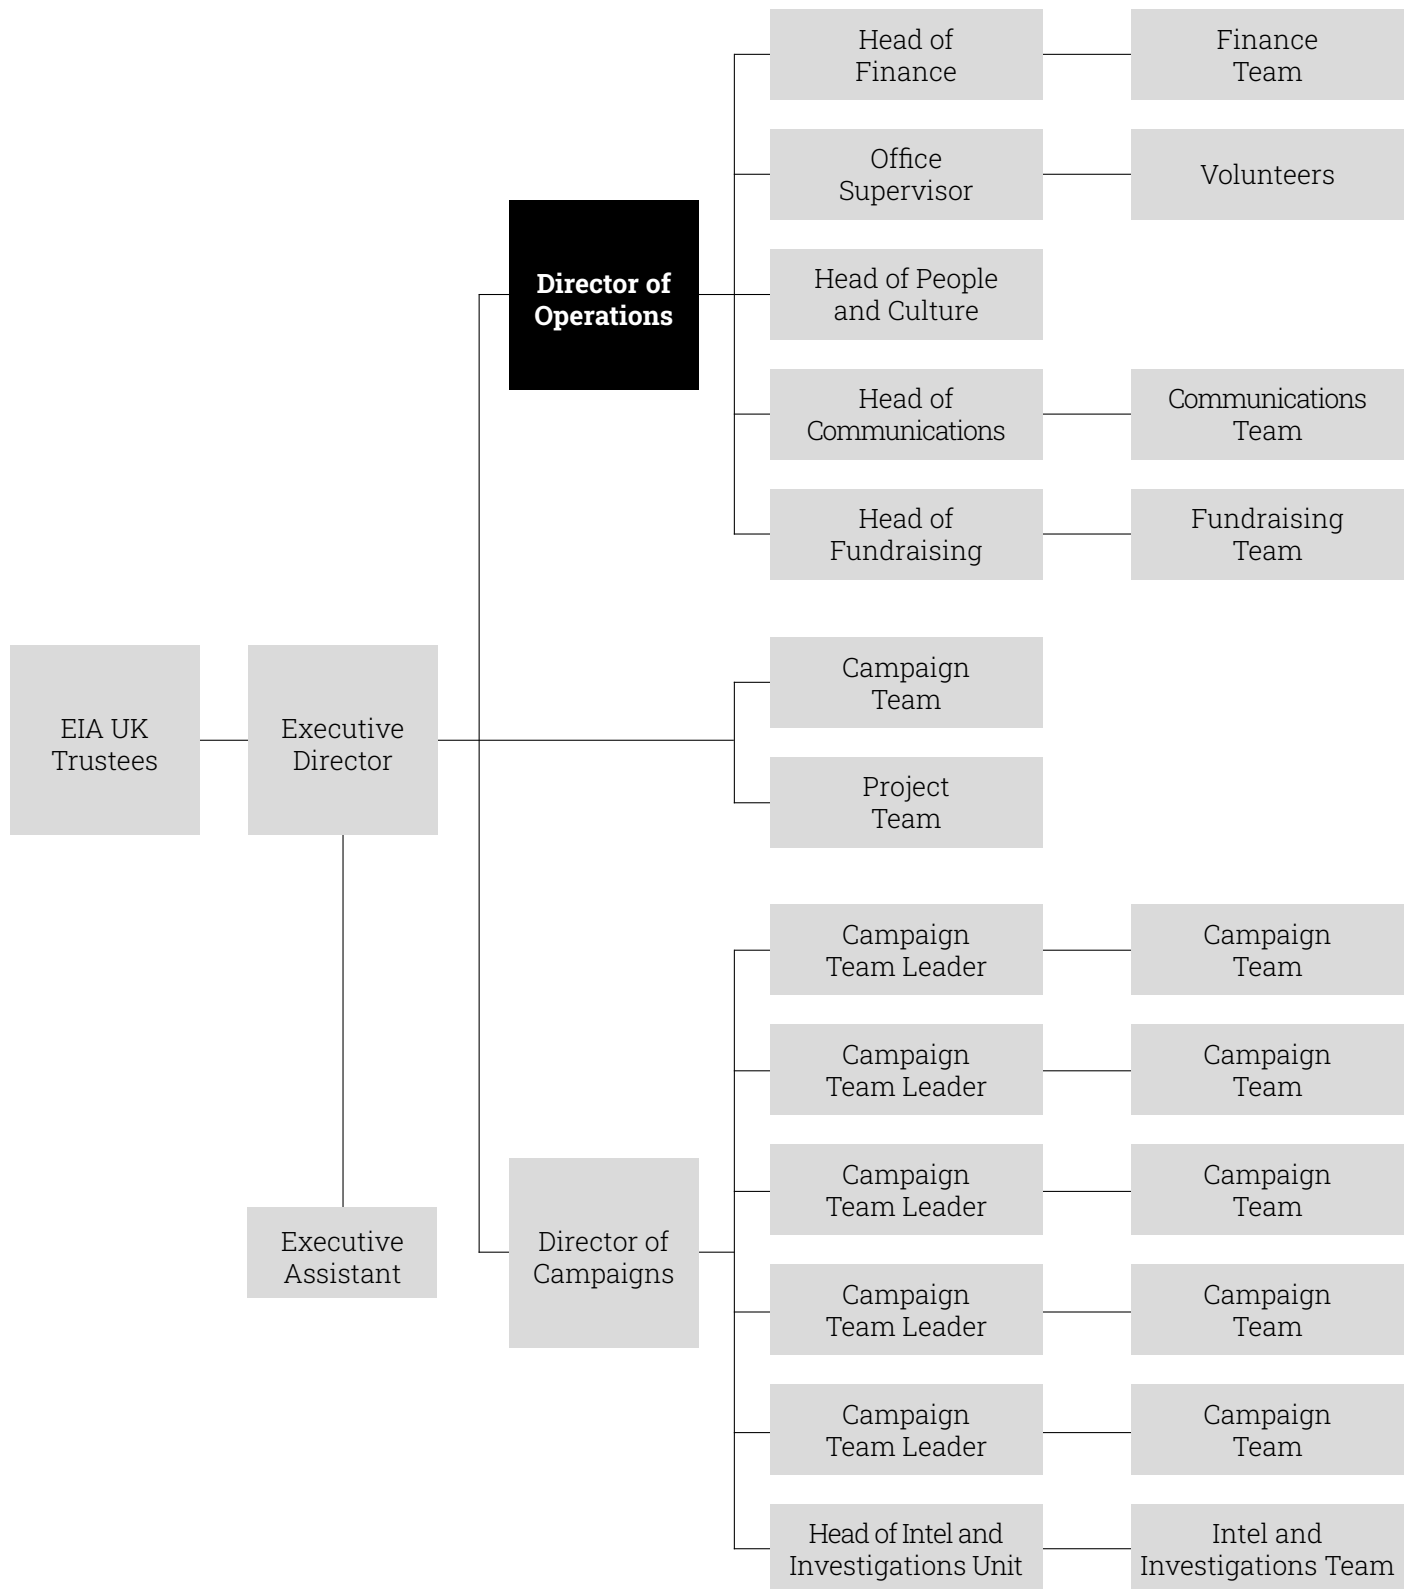 Head of
Finance
Finance
Team
Office
Supervisor
Volunteers
Director of
Operations
Head of People
and Culture
Head of
Communications
Communications
Team
Head of
Fundraising
Fundraising
Team
EIA UK
Trustees
Executive
Director
Campaign
Team
Project
Team
Executive
Assistant
Director of
Campaigns
Campaign
Team Leader
Campaign
Team
Campaign
Team Leader
Campaign
Team
Campaign
Team Leader
Campaign
Team
Campaign
Team Leader
Campaign
Team
Campaign
Team Leader
Campaign
Team
Head of Intel and
Investigations Unit
Intel and
Investigations Team